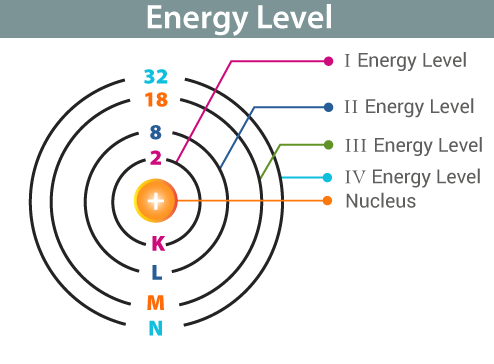 Energy Level
32
18
8
2
+
K
L
M
N
I Energy Level
II Energy Level
III Energy Level
IV Energy Level
Nucleus